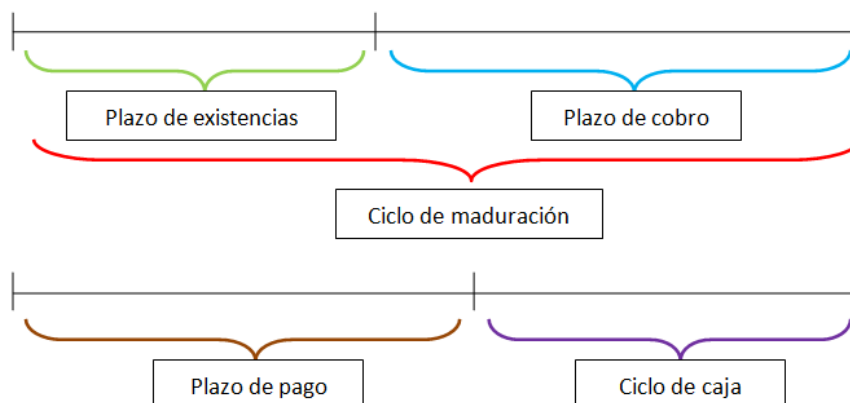 Plazo de existencias
Plazo de cobro
Ciclo de maduración
Plazo de pago
Ciclo de caja